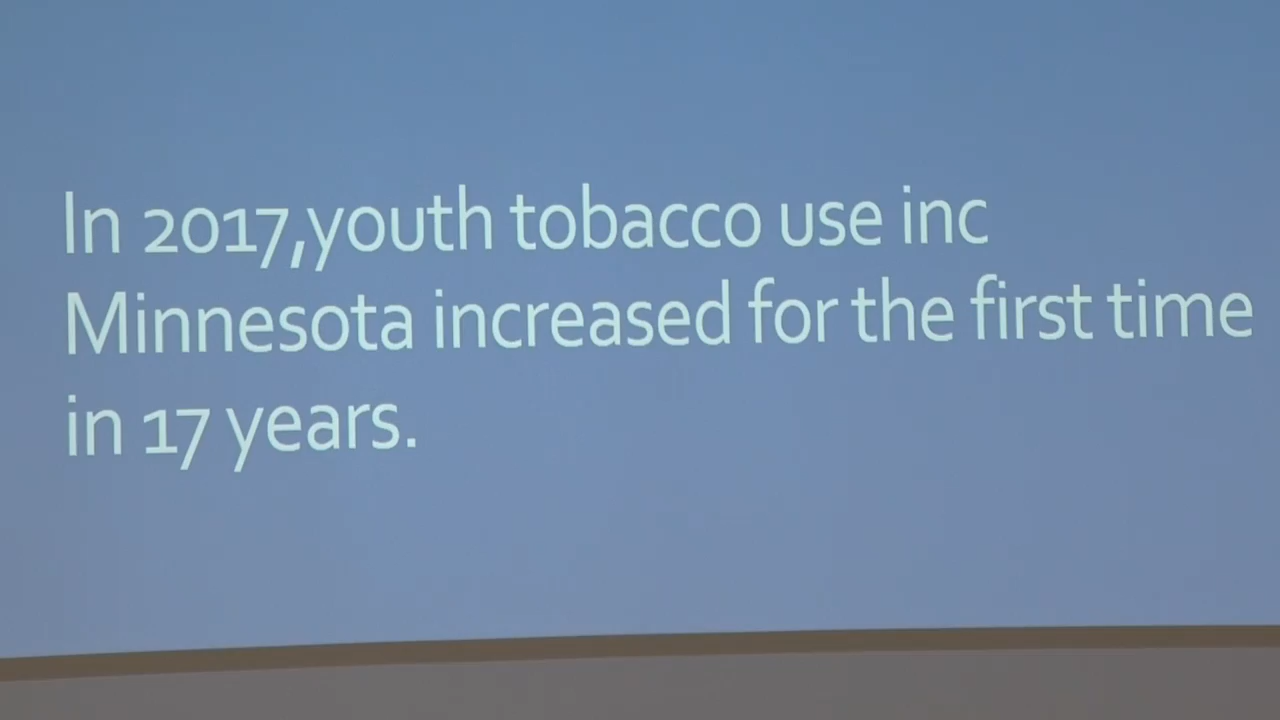 In 2017,youth tobacco use inc
Minnesota increased for the first time
in 17 years.